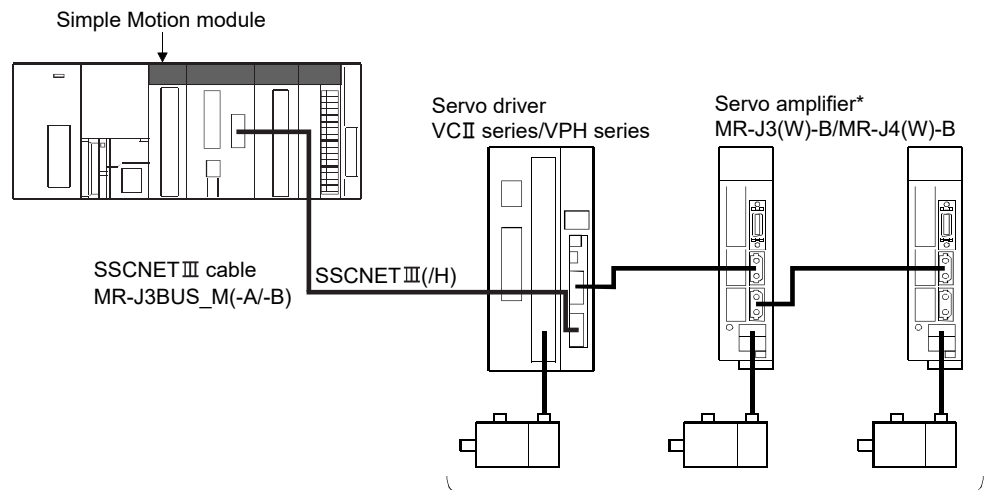 Simple Motion module
Servo driver
VCⅡ series/VPH series
Servo amplifier*
MR-J3(W)-B/MR-J4(W)-B
SSCNETⅢ cable
MR-J3BUS_M(-A/-B)
SSCNETⅢ(/H)